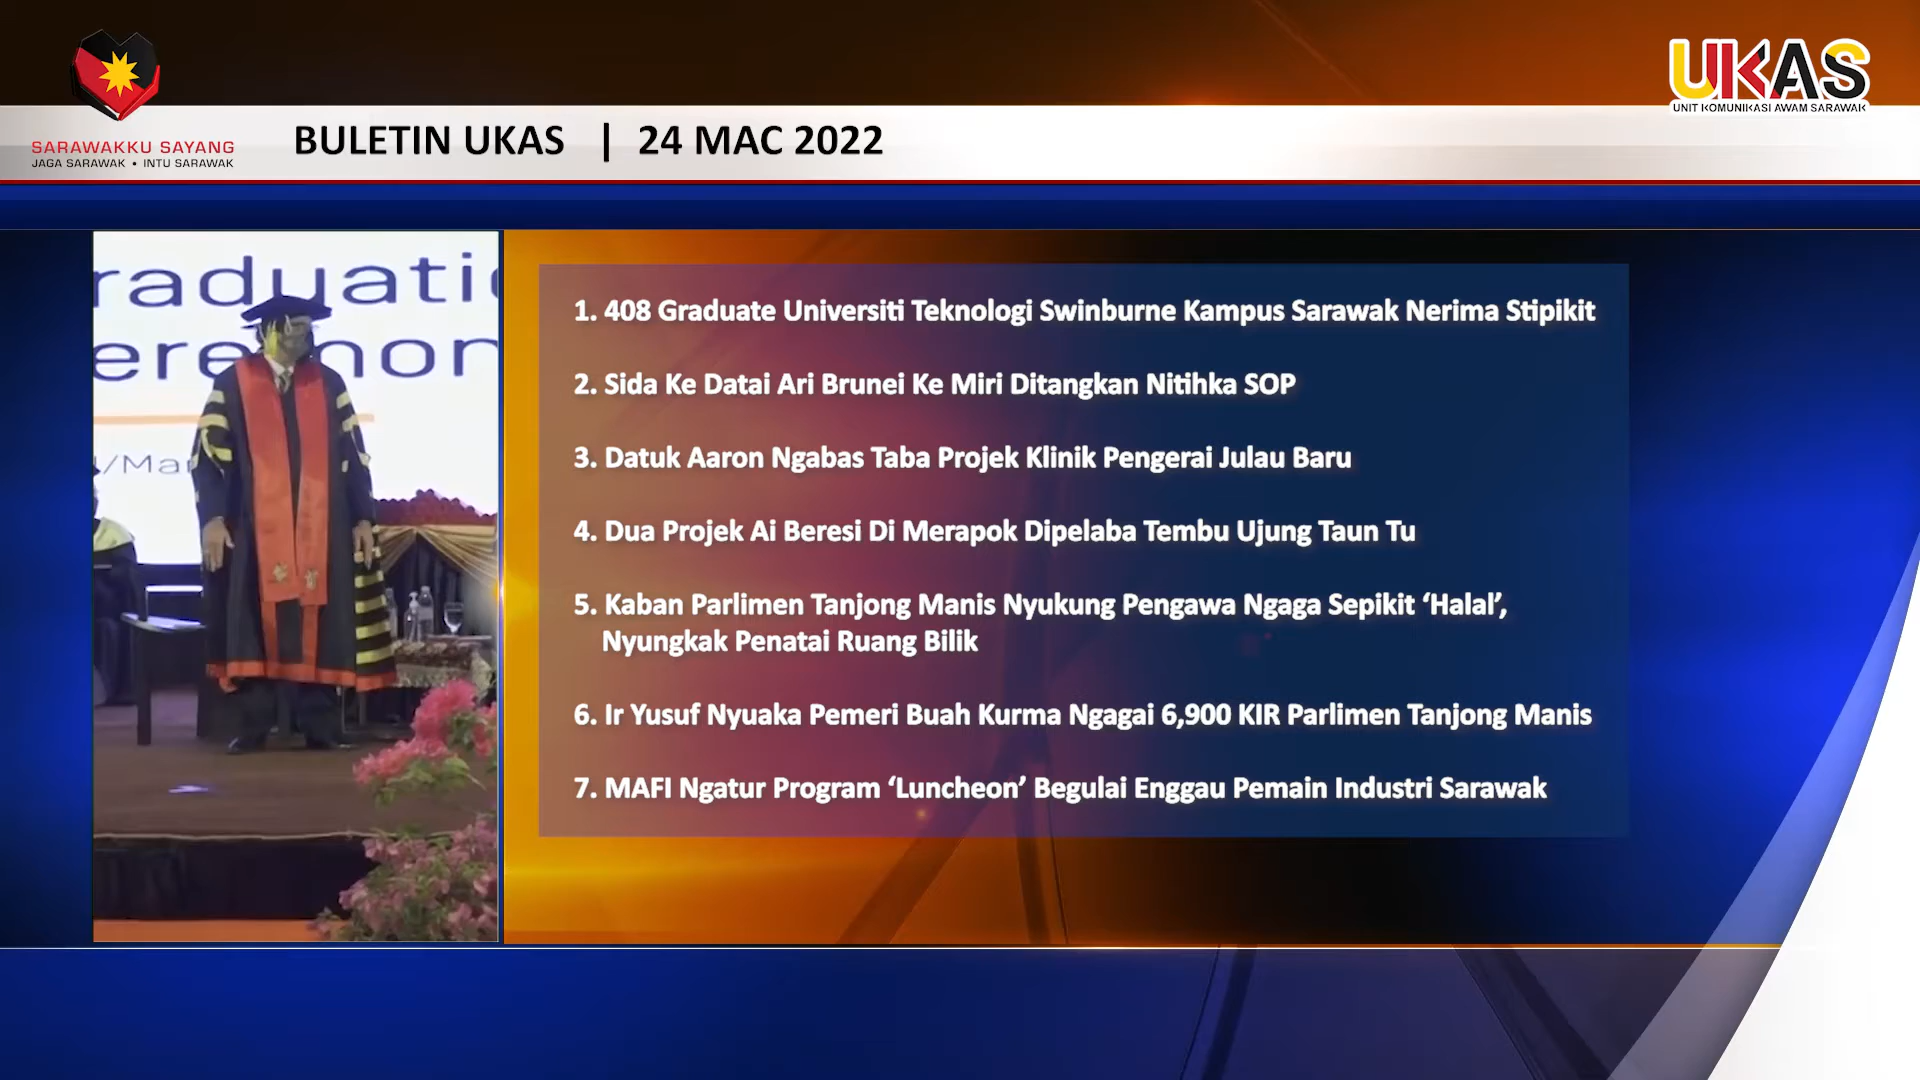 UKAS
UNIT KOMUNIKASI AWAM SARAWAK
SARAWAKKU SAYANG
JAGA SARAWAK • INTU SARAWAK
BULETIN UKAS | 24 MAC 2022
raduati
eremon
/Mar
1. 408 Graduate Universiti Teknologi Swinburne Kampus Sarawak Nerima Stipikit
2. Sida Ke Datai Ari Brunei Ke Miri Ditangkan Nitihka SOP
3. Datuk Aaron Ngabas Taba Projek Klinik Pengerai Julau Baru
4. Dua Projek Ai Beresi Di Merapok Dipelaba Tembu Ujung Taun Tu
5. Kaban Parlimen Tanjong Manis Nyukung Pengawa Ngaga Sepikit ‘Halal’,
Nyungkak Penatai Ruang Bilik
6. Ir Yusuf Nyuaka Pemeri Buah Kurma Ngagai 6,900 KIR Parlimen Tanjong Manis
7. MAFI Ngatur Program ‘Luncheon’ Begulai Enggau Pemain Industri Sarawak